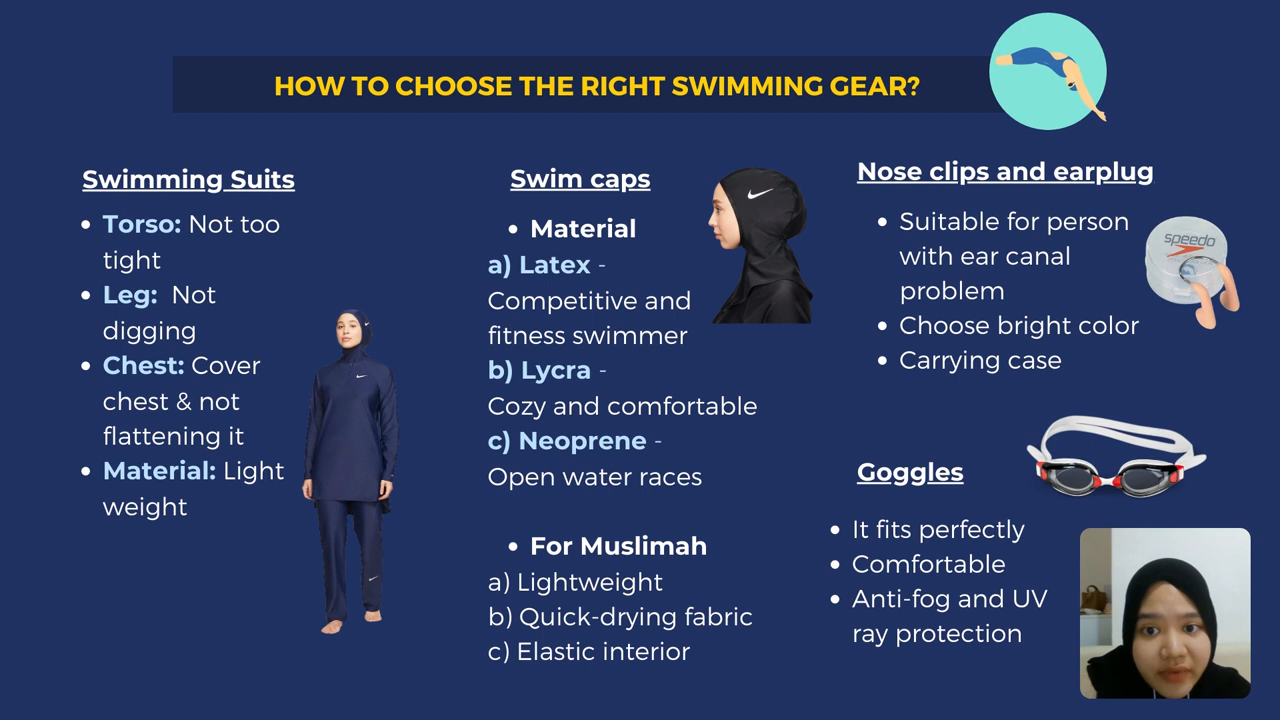 HOW TO CHOOSE THE RIGHT SWIMMING GEAR?
Swimming Suits
Torso: Not too
tight
Leg: Not
digging
Chest: Cover
chest & not
flattening it
Material: Light
weight
Swim caps
Material
a) Latex -
Competitive and
fitness swimmer
b) Lycra -
Cozy and comfortable
c) Neoprene -
Open water races
For Muslimah
a) Lightweight
b) Quick-drying fabric
c) Elastic interior
Nose clips and earplug
Suitable for person
with ear canal
problem
Choose bright color
Carrying case
speedo
Goggles
It fits perfectly
Comfortable
Anti-fog and UV
ray protection